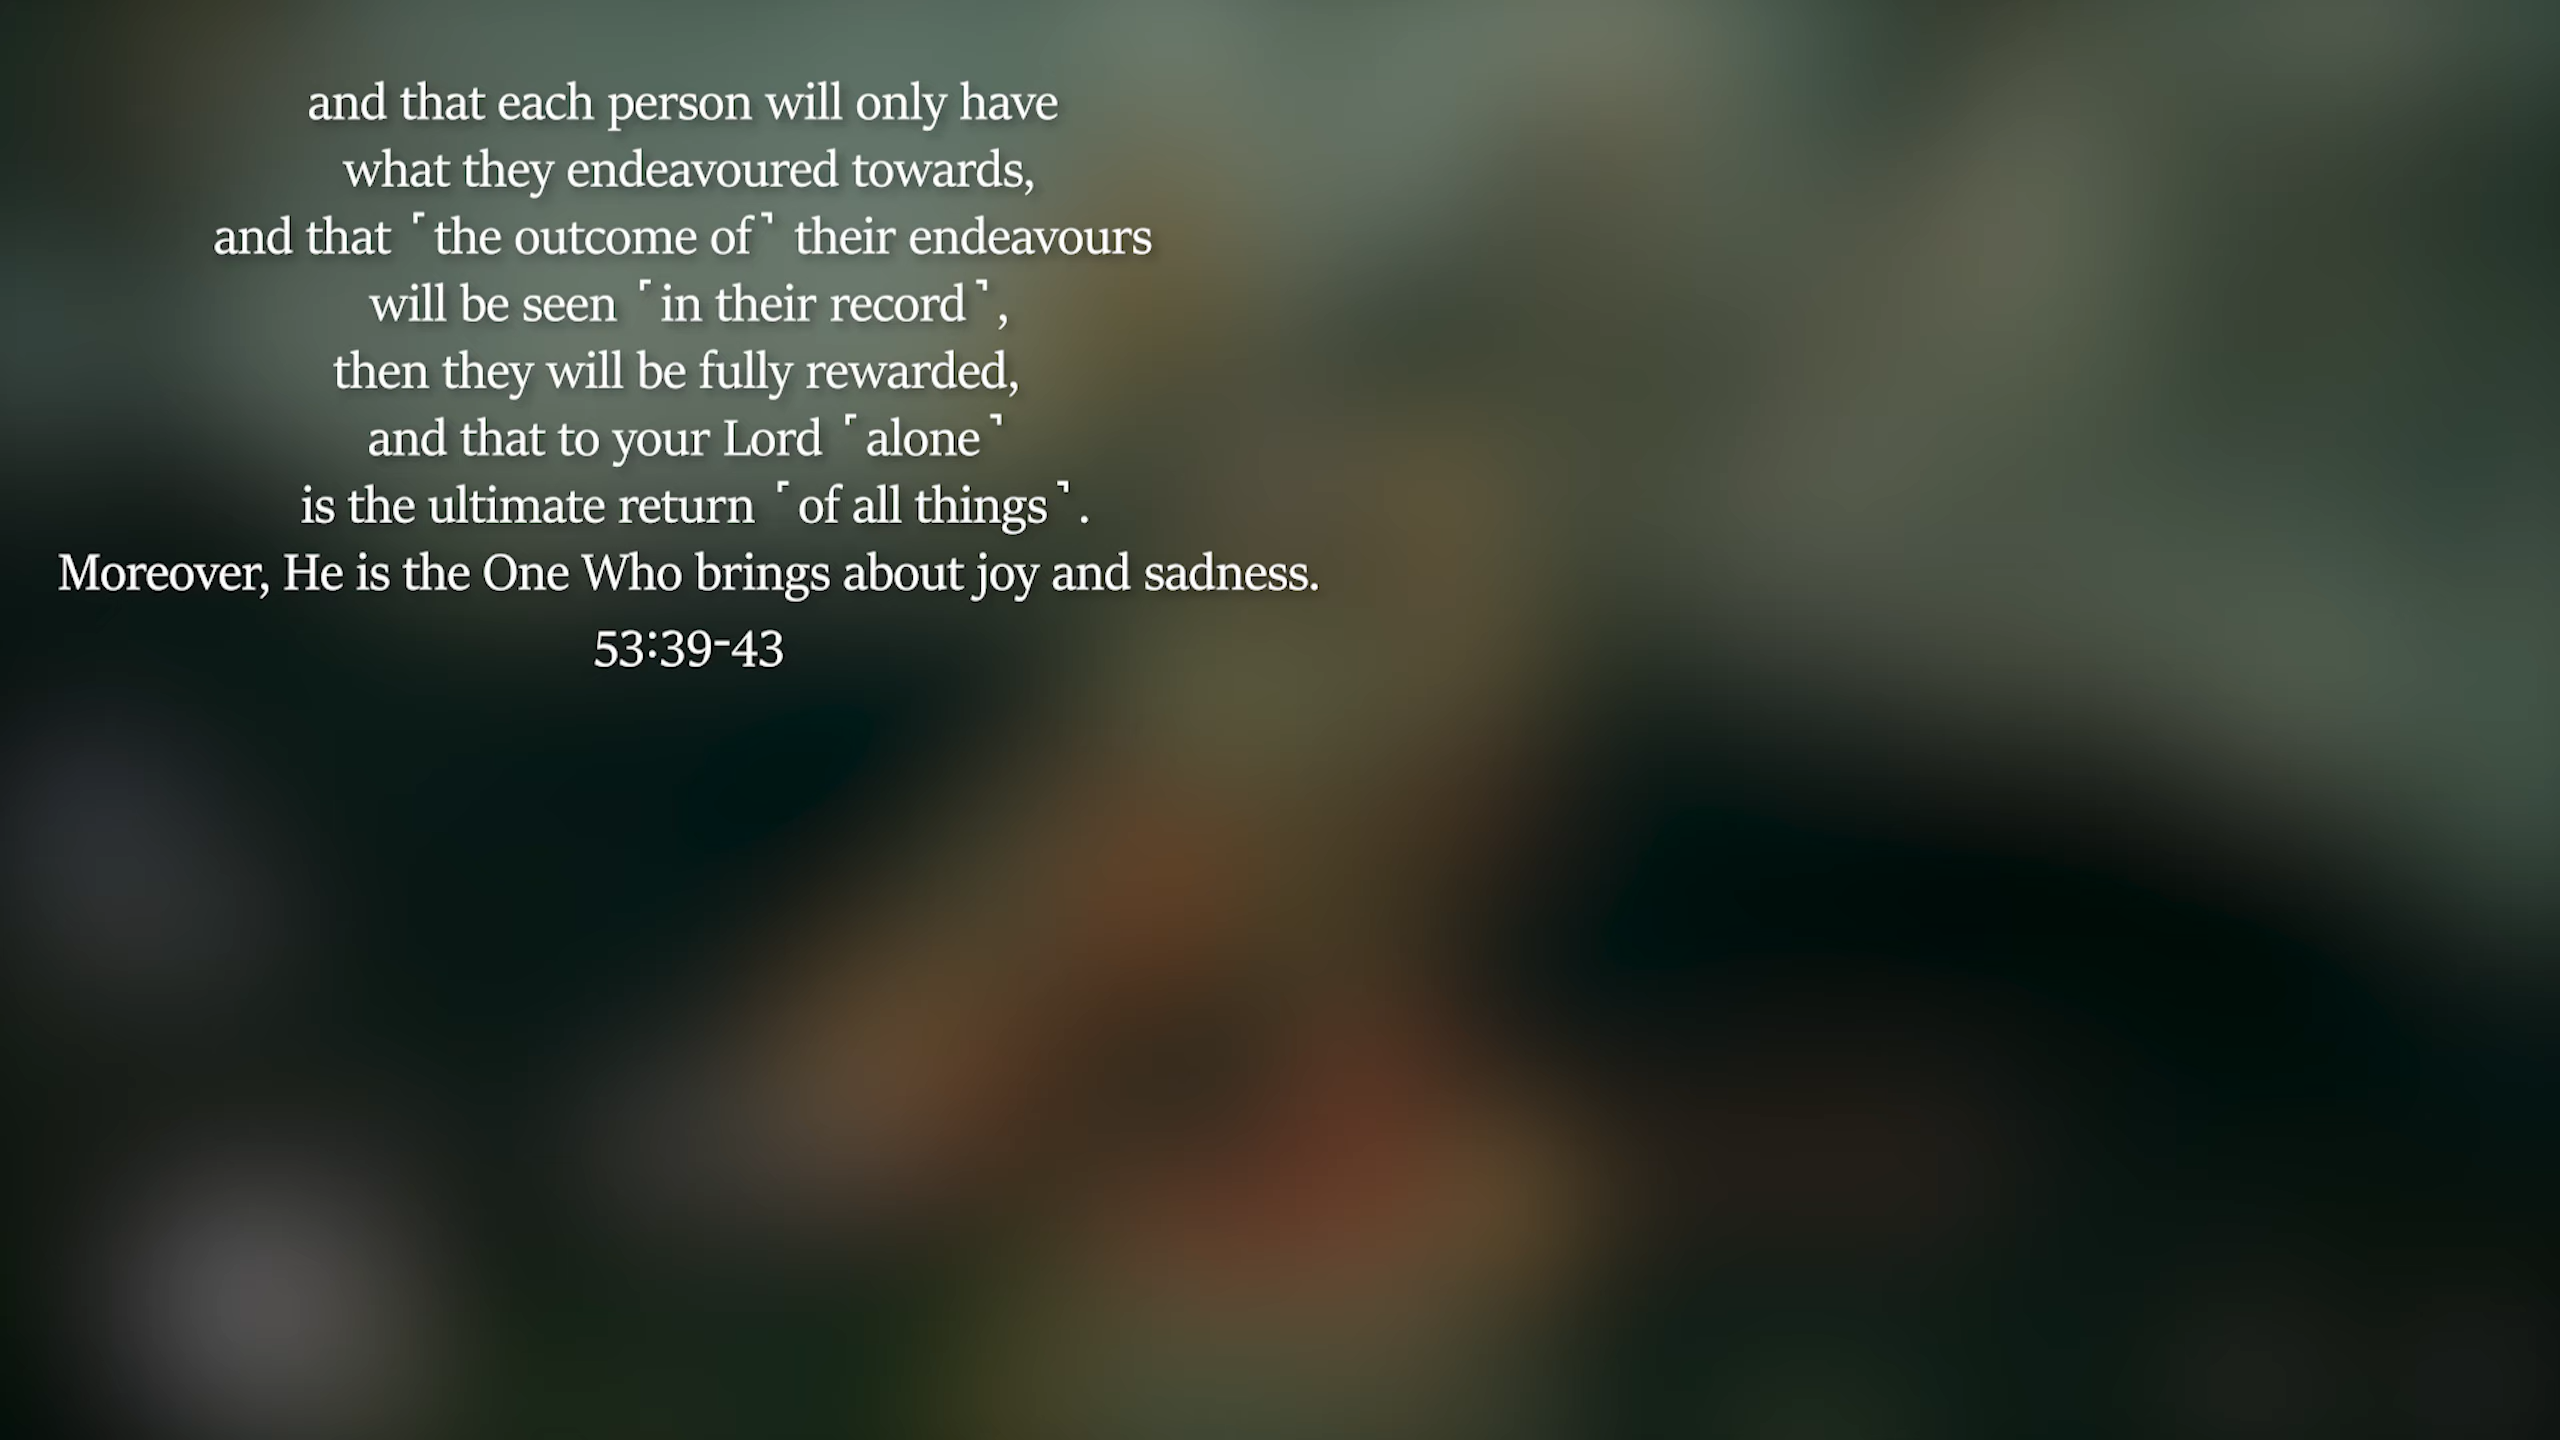 and that each person will only have
what they endeavoured towards,
and that ˹the outcome of˺ their endeavours
will be seen ˹in their record˺,
then they will be fully rewarded,
and that to your Lord ˹alone˺
is the ultimate return ˹of all things˺.
Moreover, He is the One Who brings about joy and sadness.
53:39-43